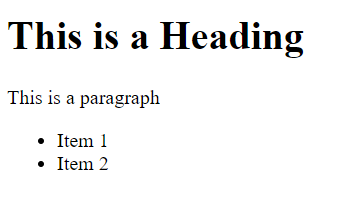 This is a Heading
This is a paragraph
• Item 1
• Item 2